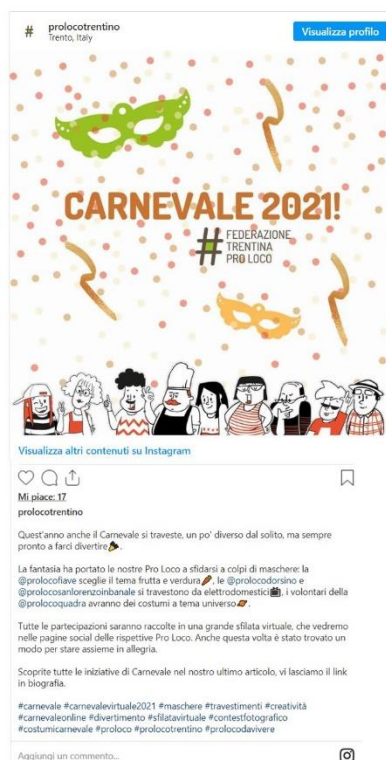 prolocotrentino
Trento, Italy
Visualizza profilo
CARNEVALE 2021!
# FEDERAZIONE
TRENTINA
PRO LOCO
Visualizza altri contenuti su Instagram
Mi piace: 17
prolocotrentino
Quest'anno anche il Carnevale si traveste, un po' diverso dal solito, ma sempre
pronto a farci divertire🎉.
La fantasia ha portato le nostre Pro Loco a sfidarsi a colpi di maschere: la
@prolocofiave sceglie il tema frutta e verdura🥕, le @prolocodorsino e
@prolocosanlorenzoinbanale si travestono da elettrodomestici📻, i volontari della
@prolocoquadra avranno dei costumi a tema universo🪐.
Tutte le partecipazioni saranno raccolte in una grande sfilata virtuale, che vedremo
nelle pagine social delle rispettive Pro Loco. Anche questa volta è stato trovato un
modo per stare assieme in allegria.
Scoprite tutte le iniziative di Carnevale nel nostro ultimo articolo, vi lasciamo il link
in biografia.
#carnevale #carnevalevirtuale2021 #maschere #travestimenti #creatività
#carnevaleonline #divertimento #sfilatavirtuale #contestfotografico
#costumicarnevale #proloco #prolocotrentino #prolocodavivere
Aggiungi un commento...